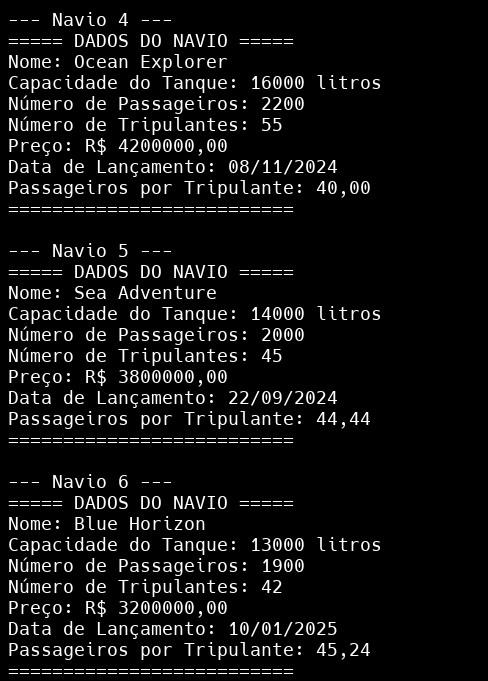 --- Navio 4 ---
===== DADOS DO NAVIO =====
Nome: Ocean Explorer
Capacidade do Tanque: 16000 litros
Número de Passageiros: 2200
Número de Tripulantes: 55
Preço: R$ 4200000,00
Data de Lançamento: 08/11/2024
Passageiros por Tripulante: 40,00
==========================

--- Navio 5 ---
===== DADOS DO NAVIO =====
Nome: Sea Adventure
Capacidade do Tanque: 14000 litros
Número de Passageiros: 2000
Número de Tripulantes: 45
Preço: R$ 3800000,00
Data de Lançamento: 22/09/2024
Passageiros por Tripulante: 44,44
==========================

--- Navio 6 ---
===== DADOS DO NAVIO =====
Nome: Blue Horizon
Capacidade do Tanque: 13000 litros
Número de Passageiros: 1900
Número de Tripulantes: 42
Preço: R$ 3200000,00
Data de Lançamento: 10/01/2025
Passageiros por Tripulante: 45,24
==========================